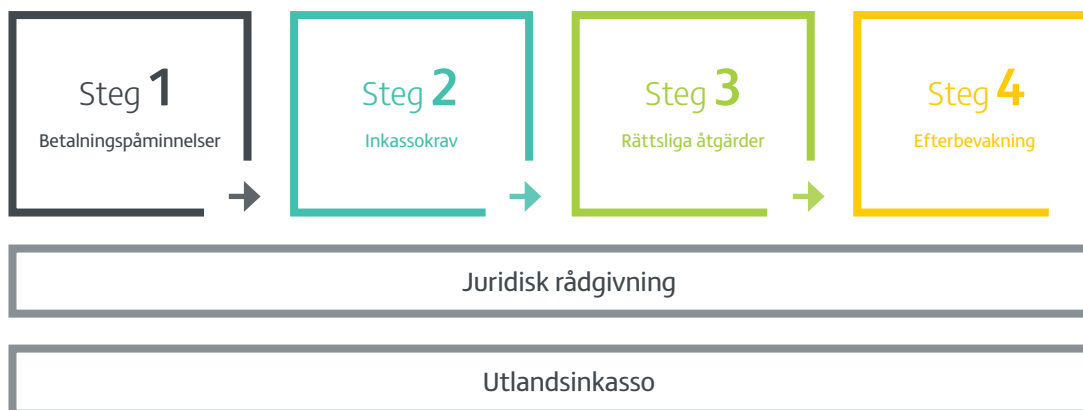 Steg 1
Betalningspåminnelser
Steg 2
Inkassokrav
Steg 3
Rättsliga åtgärder
Steg 4
Efterbevakning
Juridisk rådgivning
Utlandsinkasso